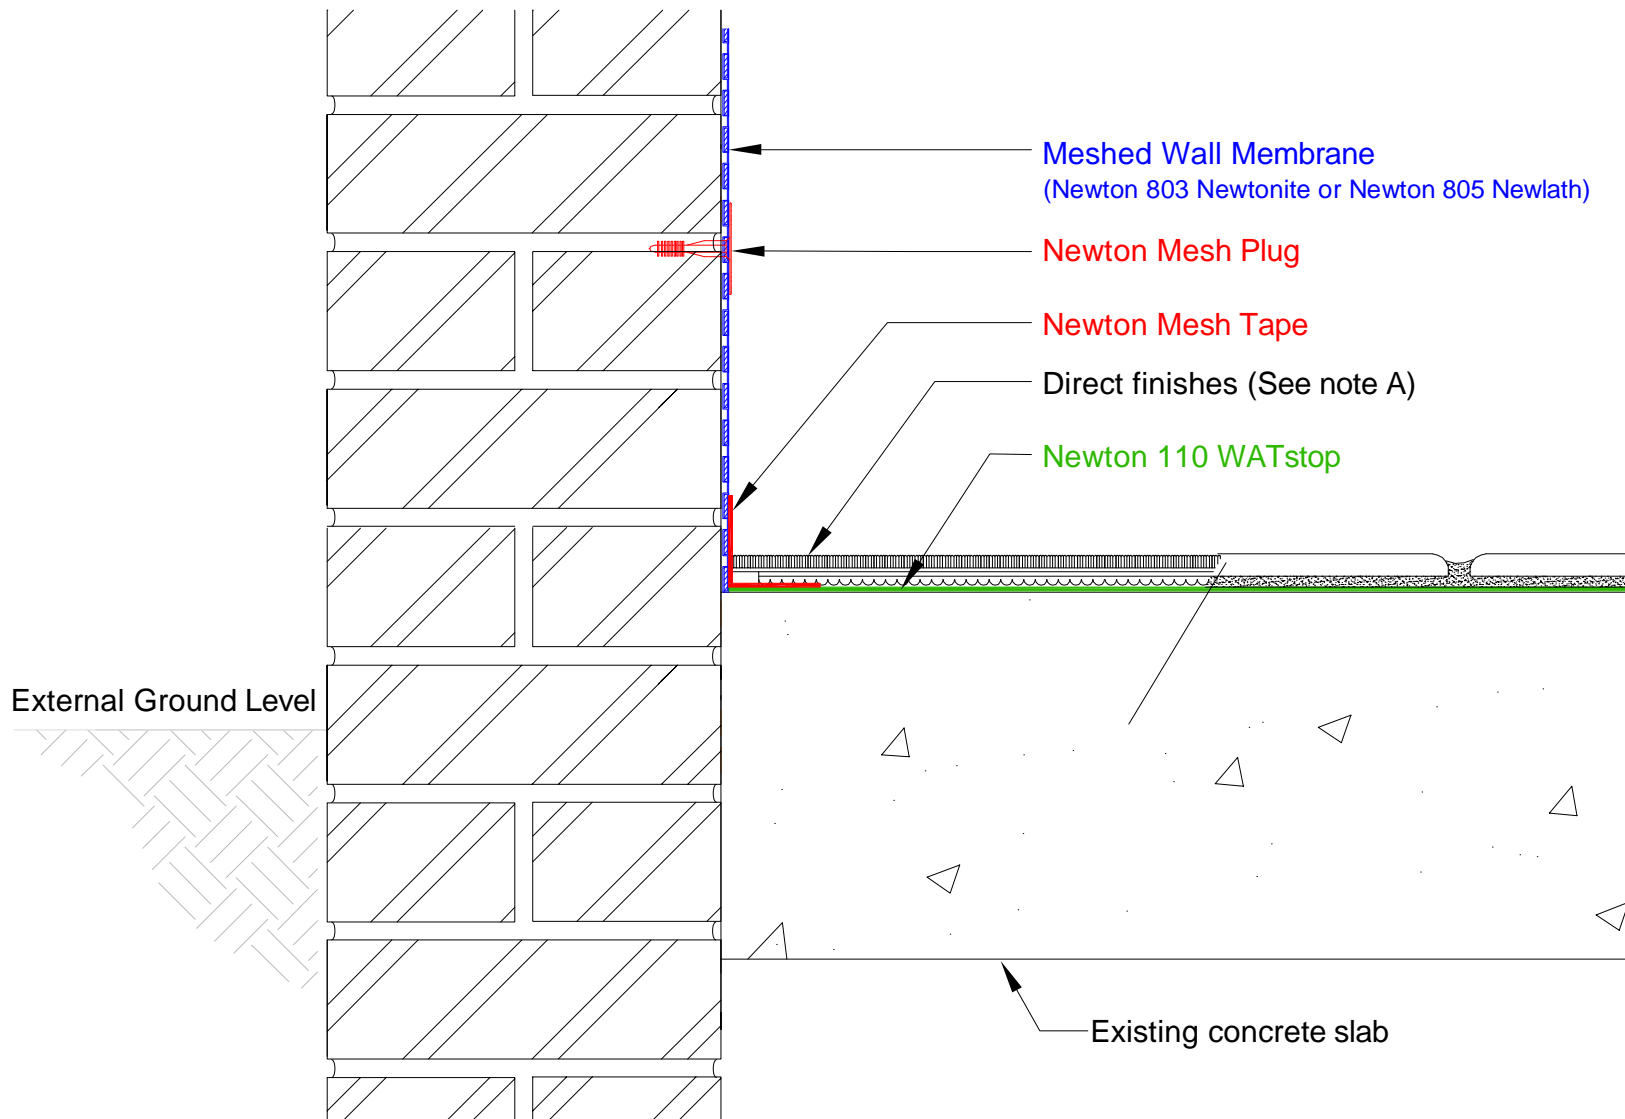 Meshed Wall Membrane
(Newton 803 Newtonite or Newton 805 Newlath)
Newton Mesh Plug
Newton Mesh Tape
Direct finishes (See note A)
Newton 110 WATstop
External Ground Level
Existing concrete slab